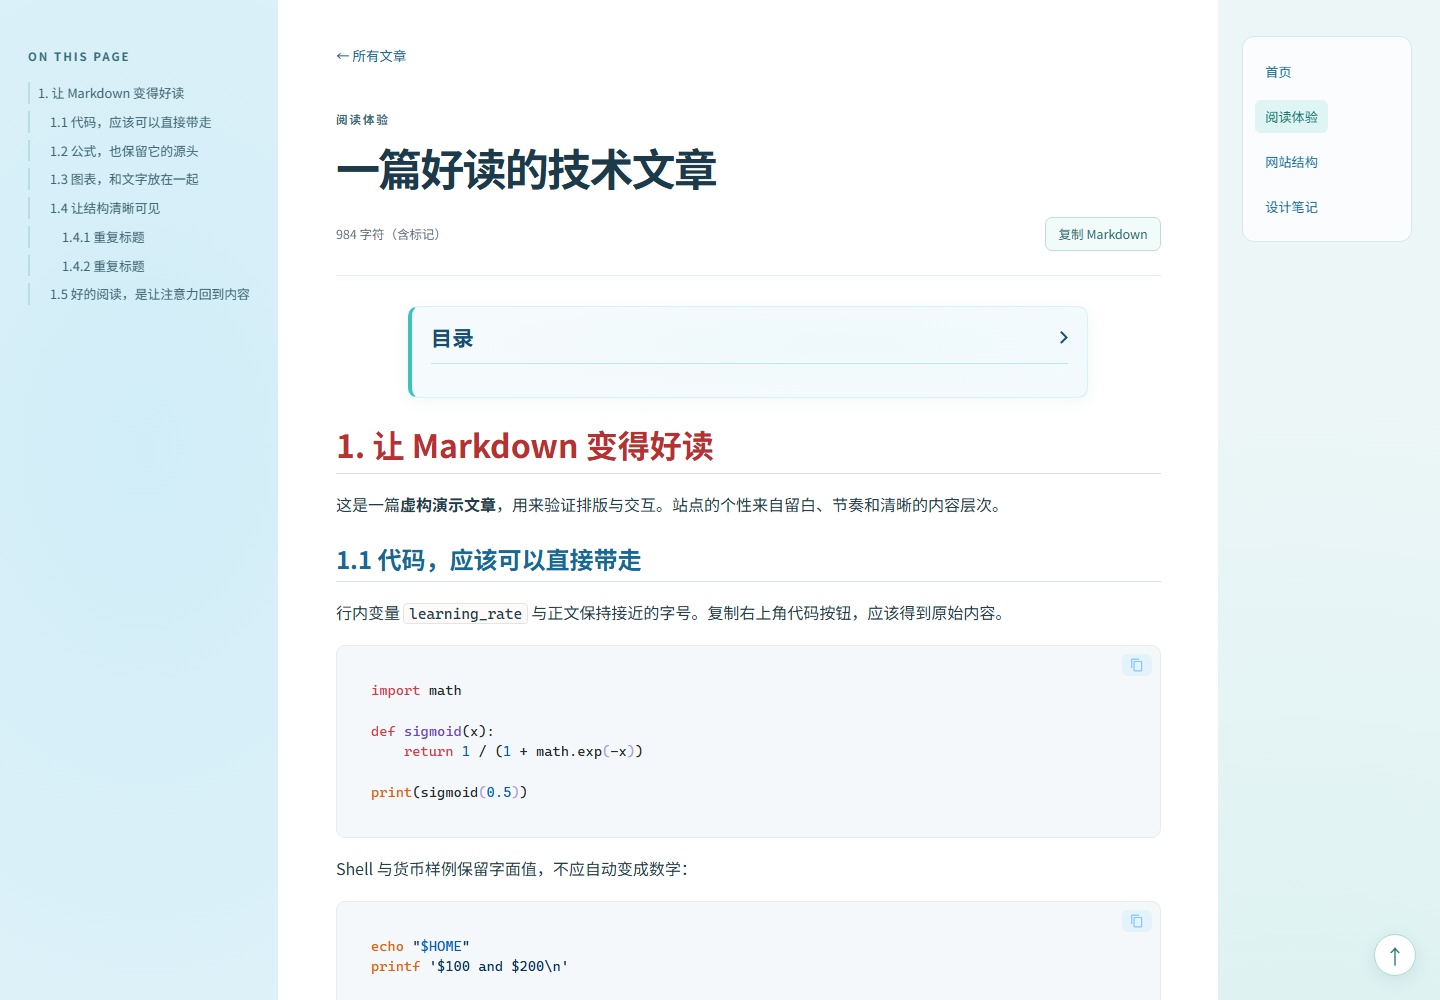 ON THIS PAGE
1. 让 Markdown 变得好读
1.1 代码，应该可以直接带走
1.2 公式，也保留它的源头
1.3 图表，和文字放在一起
1.4 让结构清晰可见
1.4.1 重复标题
1.4.2 重复标题
1.5 好的阅读，是让注意力回到内容
← 所有文章
阅读体验
一篇好读的技术文章
984 字符（含标记）
复制 Markdown
目录
1. 让 Markdown 变得好读
这是一篇虚构演示文章，用来验证排版与交互。站点的个性来自留白、节奏和清晰的内容层次。
1.1 代码，应该可以直接带走
行内变量 learning_rate 与正文保持接近的字号。复制右上角代码按钮，应该得到原始内容。
import math
def sigmoid(x):
    return 1 / (1 + math.exp(-x))
print(sigmoid(0.5))
Shell 与货币样例保留字面值，不应自动变成数学：
echo "$HOME"
printf '$100 and $200\n'
首页
阅读体验
网站结构
设计笔记
↑